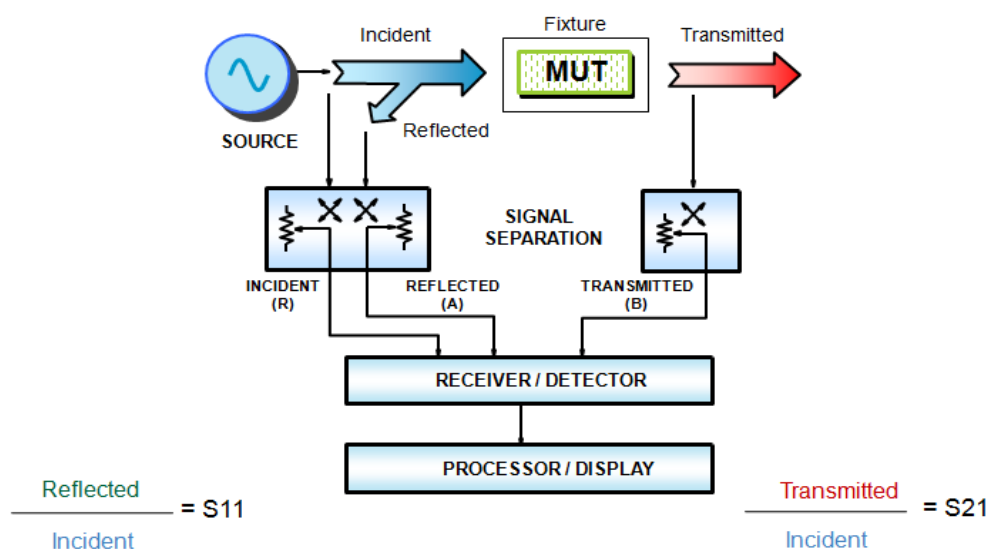 Fixture
Incident
Transmitted
MUT
Reflected
SOURCE
SIGNAL
SEPARATION
INCIDENT
(R)
REFLECTED
(A)
TRANSMITTED
(B)
RECEIVER / DETECTOR
PROCESSOR / DISPLAY
Reflected
Incident
= S11
Transmitted
Incident
= S21